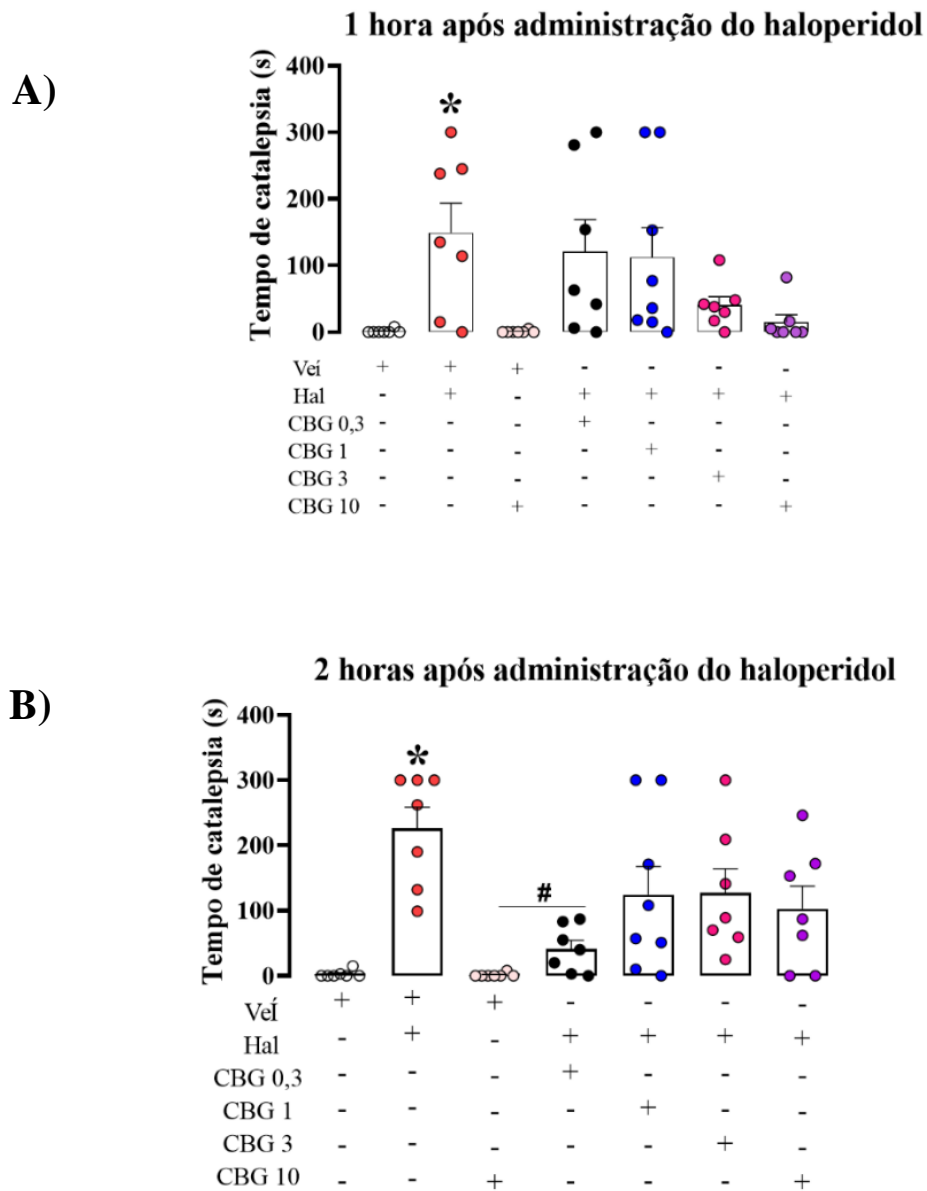 1 hora após administração do haloperidol
A)
Tempo de catalepsia (s)
400
300
200
100
0
*
Veí + + + - - - -
Hal - + - + + + +
CBG 0,3 - - - + - - -
CBG 1 - - - - + - -
CBG 3 - - - - - + -
CBG 10 - - + - - - +
2 horas após administração do haloperidol
B)
Tempo de catalepsia (s)
400
300
200
100
0
*
#
VeÍ + + + - - - -
Hal - + - + + + +
CBG 0,3 - - - + - - -
CBG 1 - - - - + - -
CBG 3 - - - - - + -
CBG 10 - - + - - - +